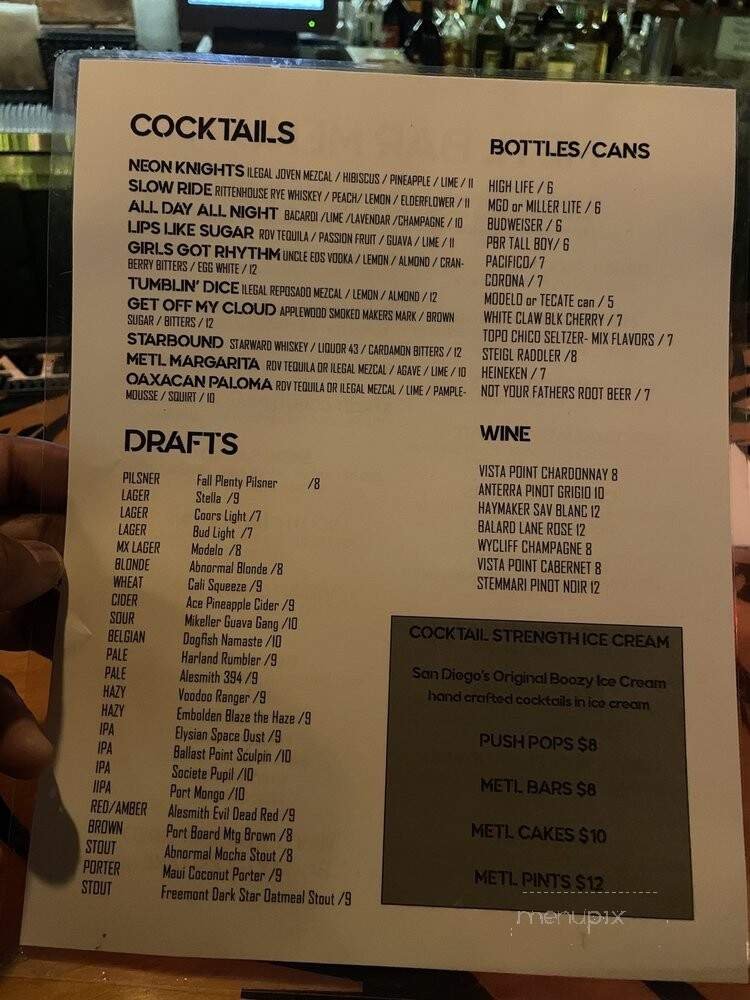 COCKTAILS
NEON KNIGHTS ILEGAL JOVEN MEZCAL / HIBISCUS / PINEAPPLE / LIME / 11
SLOW RIDE RITTENHOUSE RYE WHISKEY / PEACH/ LEMON / ELDERFLOWER / 11
ALL DAY ALL NIGHT BACARDI /LIME /LAVENDAR /CHAMPAGNE / 10
LIPS LIKE SUGAR RDV TEQUILA / PASSION FRUIT / GUAVA / LIME / 11
GIRLS GOT RHYTHM UNCLE EDS VODKA / LEMON / ALMOND / CRAN-
BERRY BITTERS / EGG WHITE / 12
TUMBLIN' DICE ILEGAL REPOSADO MEZCAL / LEMON / ALMOND / 12
GET OFF MY CLOUD APPLEWOOD SMOKED MAKERS MARK / BROWN
SUGAR / BITTERS / 12
STARBOUND STARWARD WHISKEY / LIQUOR 43 / CARDAMON BITTERS / 12
METL MARGARITA RDV TEQUILA OR ILEGAL MEZCAL / AGAVE / LIME / 10
OAXACAN PALOMA RDV TEQUILA OR ILEGAL MEZCAL / LIME / PAMPLE-
MOUSSE / SQUIRT / 10
DRAFTS
PILSNER Fall Plenty Pilsner /8
LAGER Stella /9
LAGER Coors Light /7
LAGER Bud Light /7
MX LAGER Modelo /8
BLONDE Abnormal Blonde /8
WHEAT Cali Squeeze /9
CIDER Ace Pineapple Cider /9
SOUR Mikeller Guava Gang /10
BELGIAN Dogfish Namaste /10
PALE Harland Rumbler /9
PALE Alesmith 394 /9
HAZY Voodoo Ranger /9
HAZY Embolden Blaze the Haze /9
IPA Elysian Space Dust /9
IPA Ballast Point Sculpin /10
IPA Societe Pupil /10
IIPA Port Mongo /10
RED/AMBER Alesmith Evil Dead Red /9
BROWN Port Board Mtg Brown /8
STOUT Abnormal Mocha Stout /8
PORTER Maui Coconut Porter /9
STOUT Freemont Dark Star Oatmeal Stout /9
BOTTLES/CANS
HIGH LIFE / 6
MGD or MILLER LITE / 6
BUDWEISER / 6
PBR TALL BOY/ 6
PACIFICO/ 7
CORONA / 7
MODELO or TECATE can / 5
WHITE CLAW BLK CHERRY / 7
TOPO CHICO SELTZER- MIX FLAVORS / 7
STEIGL RADDLER /8
HEINEKEN / 7
NOT YOUR FATHERS ROOT BEER / 7
WINE
VISTA POINT CHARDONNAY 8
ANTERRA PINOT GRIGIO 10
HAYMAKER SAV BLANC 12
BALARD LANE ROSE 12
WYCLIFF CHAMPAGNE 8
VISTA POINT CABERNET 8
STEMMARI PINOT NOIR 12
COCKTAIL STRENGTH ICE CREAM
San Diego's Original Boozy Ice Cream
hand crafted cocktails in ice cream
PUSH POPS $8
METL BARS $8
METL CAKES $10
METL PINTS $12
menupix